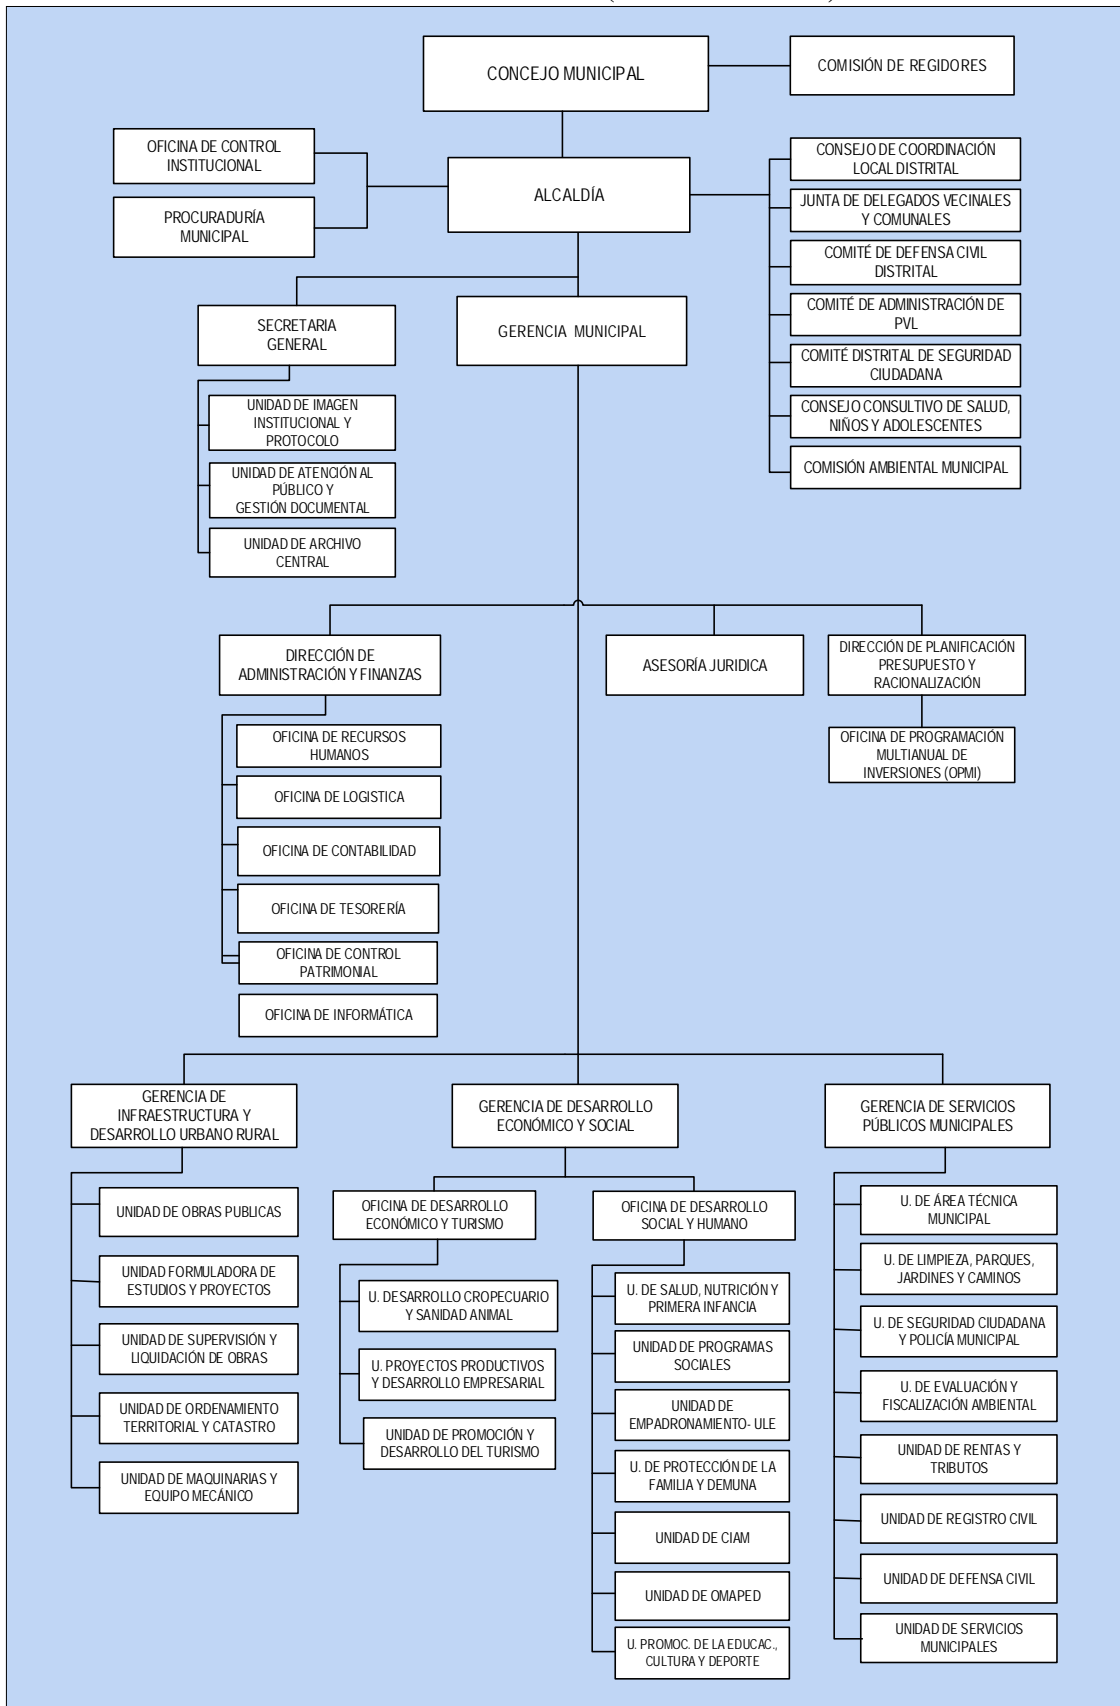 CONCEJO MUNICIPAL
COMISIÓN DE REGIDORES
OFICINA DE CONTROL
INSTITUCIONAL
PROCURADURÍA
MUNICIPAL
ALCALDÍA
CONSEJO DE COORDINACIÓN
LOCAL DISTRITAL
JUNTA DE DELEGADOS VECINALES
Y COMUNALES
COMITÉ DE DEFENSA CIVIL
DISTRITAL
COMITÉ DE ADMINISTRACIÓN DE
PVL
COMITÉ DISTRITAL DE SEGURIDAD
CIUDADANA
CONSEJO CONSULTIVO DE SALUD,
NIÑOS Y ADOLESCENTES
COMISIÓN AMBIENTAL MUNICIPAL
SECRETARIA
GENERAL
GERENCIA MUNICIPAL
UNIDAD DE IMAGEN
INSTITUCIONAL Y
PROTOCOLO
UNIDAD DE ATENCIÓN AL
PÚBLICO Y
GESTIÓN DOCUMENTAL
UNIDAD DE ARCHIVO
CENTRAL
DIRECCIÓN DE
ADMINISTRACIÓN Y FINANZAS
ASESORÍA JURIDICA
DIRECCIÓN DE PLANIFICACIÓN
PRESUPUESTO Y
RACIONALIZACIÓN
OFICINA DE PROGRAMACIÓN
MULTIANUAL DE
INVERSIONES (OPMI)
OFICINA DE RECURSOS
HUMANOS
OFICINA DE LOGISTICA
OFICINA DE CONTABILIDAD
OFICINA DE TESORERÍA
OFICINA DE CONTROL
PATRIMONIAL
OFICINA DE INFORMÁTICA
GERENCIA DE
INFRAESTRUCTURA Y
DESARROLLO URBANO RURAL
UNIDAD DE OBRAS PUBLICAS
UNIDAD FORMULADORA DE
ESTUDIOS Y PROYECTOS
UNIDAD DE SUPERVISIÓN Y
LIQUIDACIÓN DE OBRAS
UNIDAD DE ORDENAMIENTO
TERRITORIAL Y CATASTRO
UNIDAD DE MAQUINARIAS Y
EQUIPO MECÁNICO
GERENCIA DE DESARROLLO
ECONÓMICO Y SOCIAL
OFICINA DE DESARROLLO
ECONÓMICO Y TURISMO
U. DESARROLLO CROPECUARIO
Y SANIDAD ANIMAL
U. PROYECTOS PRODUCTIVOS
Y DESARROLLO EMPRESARIAL
UNIDAD DE PROMOCIÓN Y
DESARROLLO DEL TURISMO
OFICINA DE DESARROLLO
SOCIAL Y HUMANO
U. DE SALUD, NUTRICIÓN Y
PRIMERA INFANCIA
UNIDAD DE PROGRAMAS
SOCIALES
UNIDAD DE
EMPADRONAMIENTO- ULE
U. DE PROTECCIÓN DE LA
FAMILIA Y DEMUNA
UNIDAD DE CIAM
UNIDAD DE OMAPED
U. PROMOC. DE LA EDUCAC.,
CULTURA Y DEPORTE
GERENCIA DE SERVICIOS
PÚBLICOS MUNICIPALES
U. DE ÁREA TÉCNICA
MUNICIPAL
U. DE LIMPIEZA, PARQUES,
JARDINES Y CAMINOS
U. DE SEGURIDAD CIUDADANA
Y POLICÍA MUNICIPAL
U. DE EVALUACIÓN Y
FISCALIZACIÓN AMBIENTAL
UNIDAD DE RENTAS Y
TRIBUTOS
UNIDAD DE REGISTRO CIVIL
UNIDAD DE DEFENSA CIVIL
UNIDAD DE SERVICIOS
MUNICIPALES